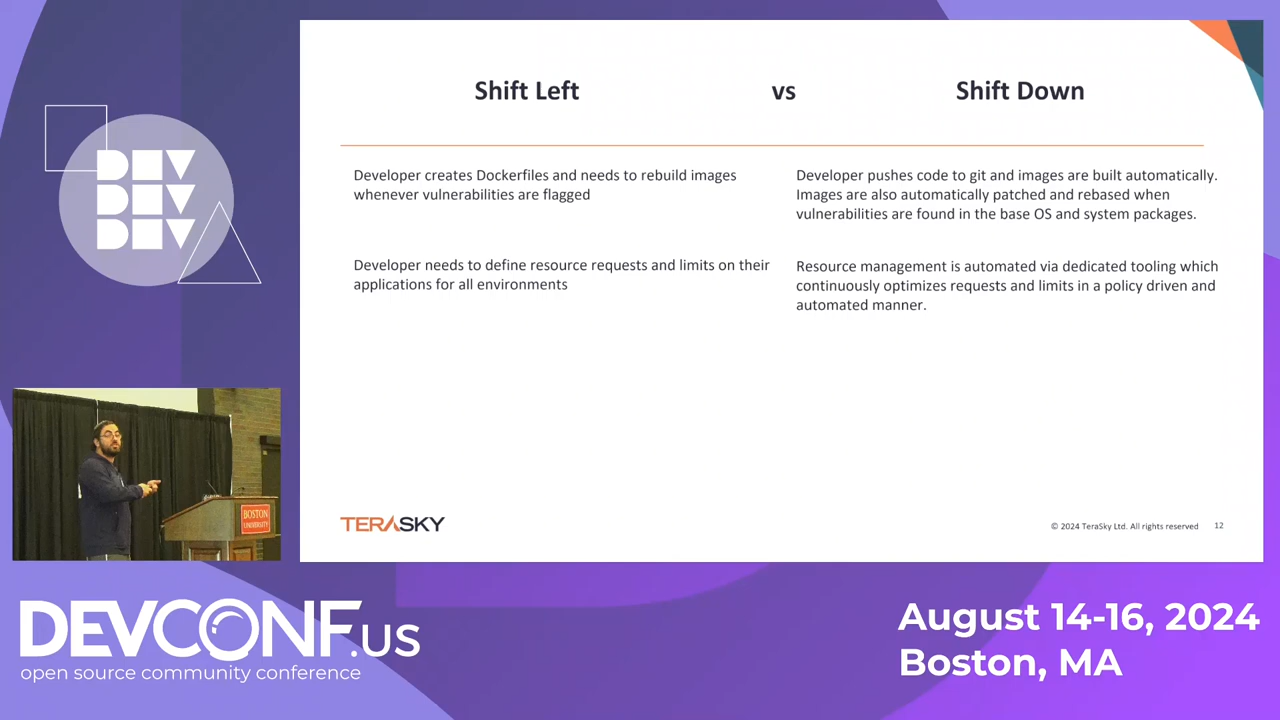 DEV
DEV
DEV
Shift Left
vs
Shift Down
Developer creates Dockerfiles and needs to rebuild images
whenever vulnerabilities are flagged
Developer pushes code to git and images are built automatically.
Images are also automatically patched and rebased when
vulnerabilities are found in the base OS and system packages.
Developer needs to define resource requests and limits on their
applications for all environments
Resource management is automated via dedicated tooling which
continuously optimizes requests and limits in a policy driven and
automated manner.
TERASKY
© 2024 TeraSky Ltd. All rights reserved
12
BOSTON
UNIVERSITY
DEVCONF.US
open source community conference
August 14-16, 2024
Boston, MA